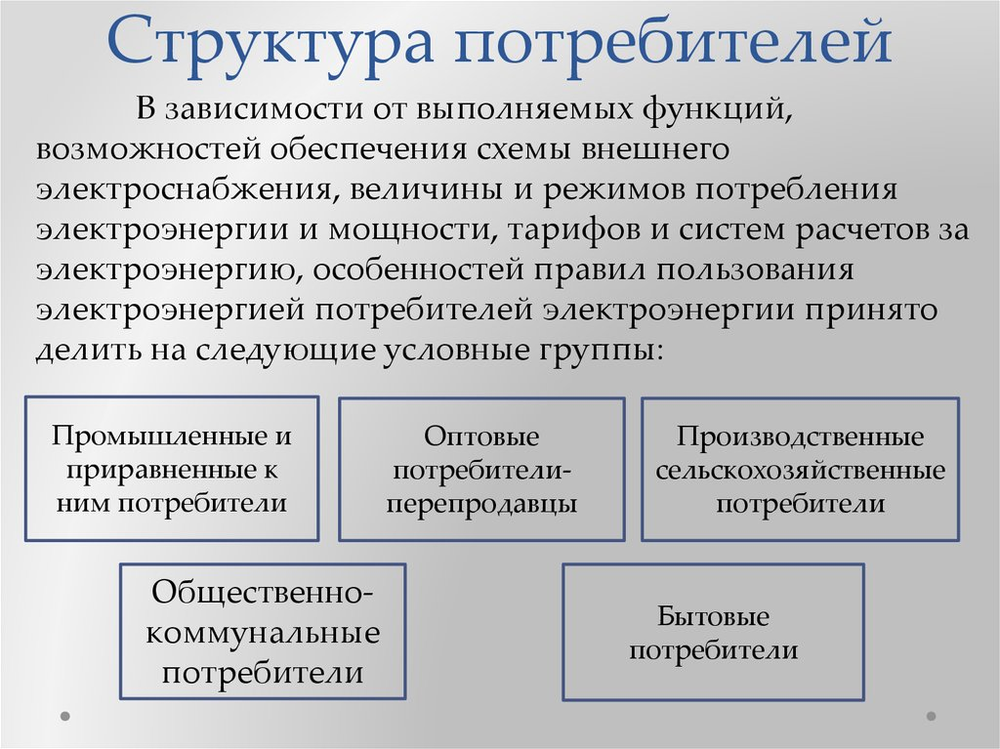 Структура потребителей
В зависимости от выполняемых функций,
возможностей обеспечения схемы внешнего
электроснабжения, величины и режимов потребления
электроэнергии и мощности, тарифов и систем расчетов за
электроэнергию, особенностей правил пользования
электроэнергией потребителей электроэнергии принято
делить на следующие условные группы:
Промышленные и
приравненные к
ним потребители
Оптовые
потребители-
перепродавцы
Производственные
сельскохозяйственные
потребители
Общественно-
коммунальные
потребители
Бытовые
потребители